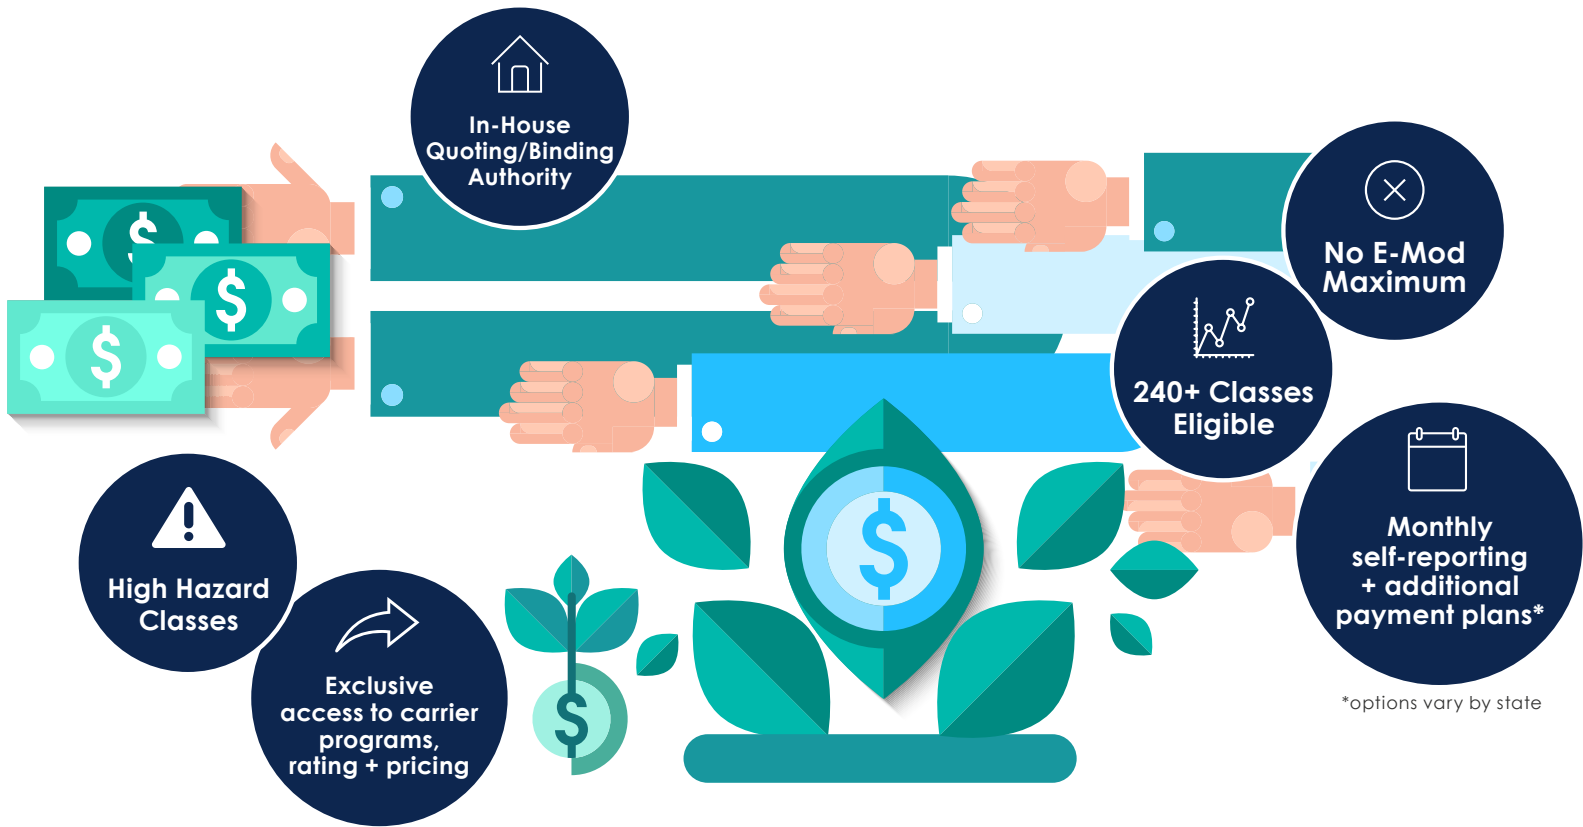 In-House
Quoting/Binding
Authority
No E-Mod
Maximum
240+ Classes
Eligible
Monthly
self-reporting
+ additional
payment plans*
*options vary by state
High Hazard
Classes
Exclusive
access to carrier
programs,
rating + pricing
$
$
$
$
$